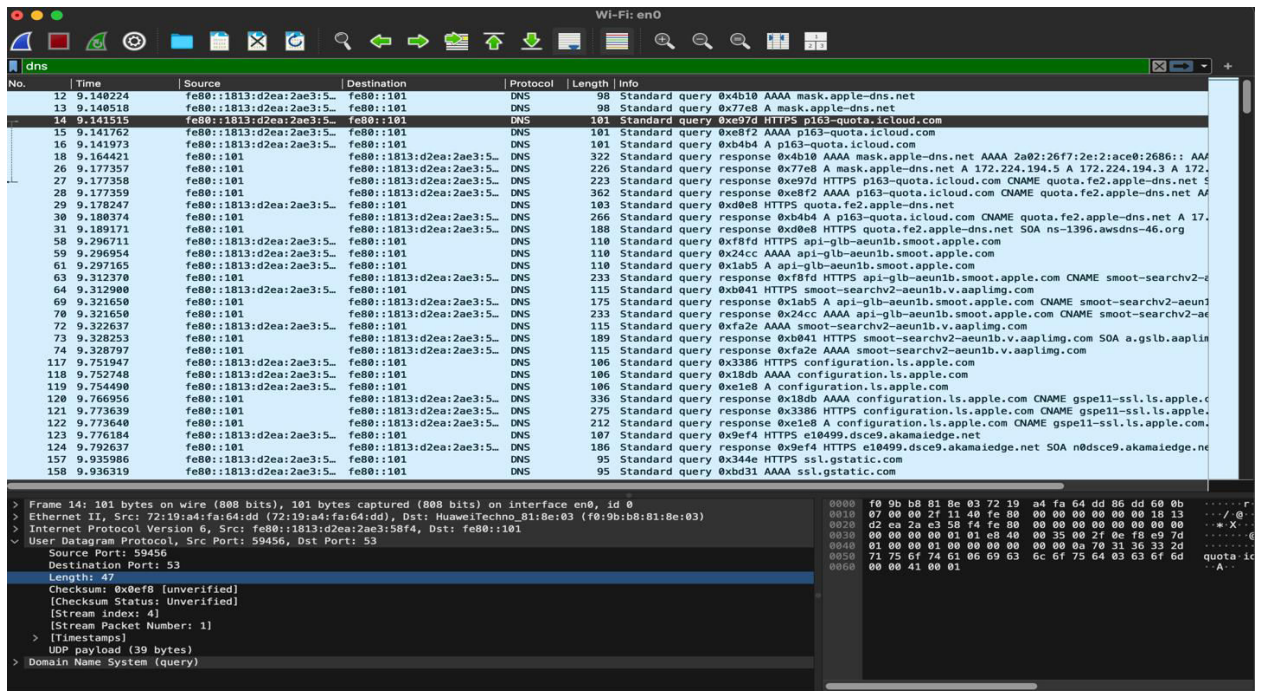 Wi-Fi: en0
dns
No. Time Source Destination Protocol Length Info
12 9.140224 fe80::1813:d2ea:2ae3:5… fe80::101 DNS 98 Standard query 0x4b10 AAAA mask.apple-dns.net
13 9.140518 fe80::1813:d2ea:2ae3:5… fe80::101 DNS 98 Standard query 0x77e8 A mask.apple-dns.net
14 9.141515 fe80::1813:d2ea:2ae3:5… fe80::101 DNS 101 Standard query 0xe97d HTTPS p163-quota.icloud.com
15 9.141762 fe80::1813:d2ea:2ae3:5… fe80::101 DNS 101 Standard query 0xe8f2 AAAA p163-quota.icloud.com
16 9.141973 fe80::1813:d2ea:2ae3:5… fe80::101 DNS 101 Standard query 0xb4b4 A p163-quota.icloud.com
18 9.164421 fe80::101 fe80::1813:d2ea:2ae3:5… DNS 322 Standard query response 0x4b10 AAAA mask.apple-dns.net AAAA 2a02:26f7:2e:2:ace0:2686:: AAA
26 9.177357 fe80::101 fe80::1813:d2ea:2ae3:5… DNS 226 Standard query response 0x77e8 A mask.apple-dns.net A 172.224.194.5 A 172.224.194.3 A 172.
27 9.177358 fe80::101 fe80::1813:d2ea:2ae3:5… DNS 223 Standard query response 0xe97d HTTPS p163-quota.icloud.com CNAME quota.fe2.apple-dns.net S
28 9.177359 fe80::101 fe80::1813:d2ea:2ae3:5… DNS 362 Standard query response 0xe8f2 AAAA p163-quota.icloud.com CNAME quota.fe2.apple-dns.net AA
29 9.178247 fe80::1813:d2ea:2ae3:5… fe80::101 DNS 103 Standard query 0xd0e8 HTTPS quota.fe2.apple-dns.net
30 9.180374 fe80::101 fe80::1813:d2ea:2ae3:5… DNS 266 Standard query response 0xb4b4 A p163-quota.icloud.com CNAME quota.fe2.apple-dns.net A 17.
31 9.189171 fe80::101 fe80::1813:d2ea:2ae3:5… DNS 188 Standard query response 0xd0e8 HTTPS quota.fe2.apple-dns.net SOA ns-1396.awsdns-46.org
58 9.296711 fe80::1813:d2ea:2ae3:5… fe80::101 DNS 110 Standard query 0xf8fd HTTPS api-glb-aeun1b.smoot.apple.com
59 9.296954 fe80::1813:d2ea:2ae3:5… fe80::101 DNS 110 Standard query 0x24cc AAAA api-glb-aeun1b.smoot.apple.com
61 9.297165 fe80::1813:d2ea:2ae3:5… fe80::101 DNS 110 Standard query 0x1ab5 A api-glb-aeun1b.smoot.apple.com
63 9.312370 fe80::101 fe80::1813:d2ea:2ae3:5… DNS 233 Standard query response 0xf8fd HTTPS api-glb-aeun1b.smoot.apple.com CNAME smoot-searchv2-a
64 9.312900 fe80::1813:d2ea:2ae3:5… fe80::101 DNS 115 Standard query 0xb041 HTTPS smoot-searchv2-aeun1b.v.aaplimg.com
69 9.321650 fe80::101 fe80::1813:d2ea:2ae3:5… DNS 175 Standard query response 0x1ab5 A api-glb-aeun1b.smoot.apple.com CNAME smoot-searchv2-aeun1
70 9.321650 fe80::101 fe80::1813:d2ea:2ae3:5… DNS 233 Standard query response 0x24cc AAAA api-glb-aeun1b.smoot.apple.com CNAME smoot-searchv2-ae
72 9.322637 fe80::1813:d2ea:2ae3:5… fe80::101 DNS 115 Standard query 0xfa2e AAAA smoot-searchv2-aeun1b.v.aaplimg.com
73 9.328253 fe80::101 fe80::1813:d2ea:2ae3:5… DNS 189 Standard query response 0xb041 HTTPS smoot-searchv2-aeun1b.v.aaplimg.com SOA a.gslb.aaplim
74 9.328797 fe80::101 fe80::1813:d2ea:2ae3:5… DNS 115 Standard query response 0xfa2e AAAA smoot-searchv2-aeun1b.v.aaplimg.com
117 9.751947 fe80::1813:d2ea:2ae3:5… fe80::101 DNS 106 Standard query 0x3386 HTTPS configuration.ls.apple.com
118 9.752748 fe80::1813:d2ea:2ae3:5… fe80::101 DNS 106 Standard query 0x18db AAAA configuration.ls.apple.com
119 9.754490 fe80::1813:d2ea:2ae3:5… fe80::101 DNS 106 Standard query 0xe1e8 A configuration.ls.apple.com
120 9.766956 fe80::101 fe80::1813:d2ea:2ae3:5… DNS 336 Standard query response 0x18db AAAA configuration.ls.apple.com CNAME gspe11-ssl.ls.apple.c
121 9.773639 fe80::101 fe80::1813:d2ea:2ae3:5… DNS 275 Standard query response 0x3386 HTTPS configuration.ls.apple.com CNAME gspe11-ssl.ls.apple.
122 9.773640 fe80::101 fe80::1813:d2ea:2ae3:5… DNS 212 Standard query response 0xe1e8 A configuration.ls.apple.com CNAME gspe11-ssl.ls.apple.com.
123 9.776184 fe80::1813:d2ea:2ae3:5… fe80::101 DNS 107 Standard query 0x9ef4 HTTPS e10499.dsce9.akamaiedge.net
124 9.792637 fe80::101 fe80::1813:d2ea:2ae3:5… DNS 186 Standard query response 0x9ef4 HTTPS e10499.dsce9.akamaiedge.net SOA n0dsce9.akamaiedge.ne
157 9.935986 fe80::1813:d2ea:2ae3:5… fe80::101 DNS 95 Standard query 0x344e HTTPS ssl.gstatic.com
158 9.936319 fe80::1813:d2ea:2ae3:5… fe80::101 DNS 95 Standard query 0xbd31 AAAA ssl.gstatic.com
> Frame 14: 101 bytes on wire (808 bits), 101 bytes captured (808 bits) on interface en0, id 0
> Ethernet II, Src: 72:19:a4:fa:64:dd (72:19:a4:fa:64:dd), Dst: HuaweiTechno_81:8e:03 (f0:9b:b8:81:8e:03)
> Internet Protocol Version 6, Src: fe80::1813:d2ea:2ae3:58f4, Dst: fe80::101
User Datagram Protocol, Src Port: 59456, Dst Port: 53
Source Port: 59456
Destination Port: 53
Length: 47
Checksum: 0x0ef8 [unverified]
[Checksum Status: Unverified]
[Stream index: 4]
[Stream Packet Number: 1]
> [Timestamps]
UDP payload (39 bytes)
> Domain Name System (query)
0000 f0 9b b8 81 8e 03 72 19 a4 fa 64 dd 86 dd 60 0b ······r·
0010 07 00 00 2f 11 40 fe 80 00 00 00 00 00 00 18 13 ···/·@··
0020 d2 ea 2a e3 58 f4 fe 80 00 00 00 00 00 00 00 00 ··*·X···
0030 00 00 00 00 01 01 e8 40 00 35 00 2f 0e f8 e9 7d ·······@
0040 01 00 00 01 00 00 00 00 00 00 0a 70 31 36 33 2d ········
0050 71 75 6f 74 61 06 69 63 6c 6f 75 64 03 63 6f 6d quota·ic
0060 00 00 41 00 01 ··A··